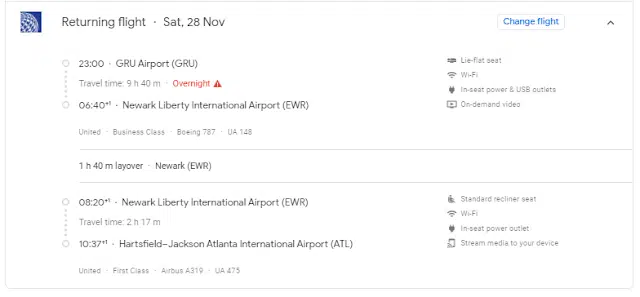 Returning flight · Sat, 28 Nov
Change flight
23:00 · GRU Airport (GRU)
Travel time: 9 h 40 m · Overnight
06:40+1 · Newark Liberty International Airport (EWR)
United · Business Class · Boeing 787 · UA 148
Lie-flat seat
Wi-Fi
In-seat power & USB outlets
On-demand video
1 h 40 m layover · Newark (EWR)
08:20+1 · Newark Liberty International Airport (EWR)
Travel time: 2 h 17 m
10:37+1 · Hartsfield–Jackson Atlanta International Airport (ATL)
United · First Class · Airbus A319 · UA 475
Standard recliner seat
Wi-Fi
In-seat power outlet
Stream media to your device